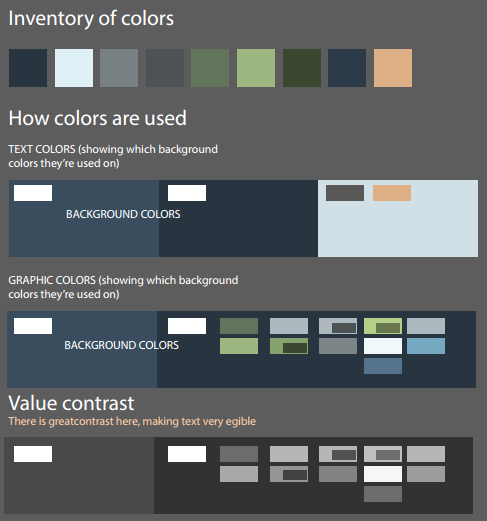 Inventory of colors
How colors are used
TEXT COLORS (showing which background
colors they're used on)
BACKGROUND COLORS
GRAPHIC COLORS (showing which background
colors they're used on)
BACKGROUND COLORS
Value contrast
There is greatcontrast here, making text very egible